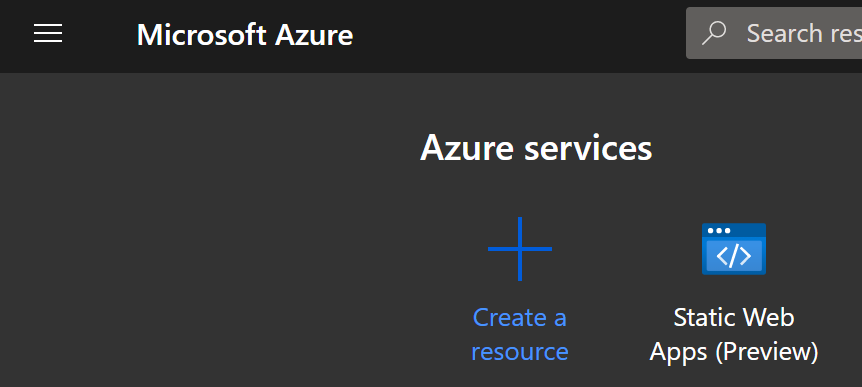 Microsoft Azure
Search res
Azure services
Create a
resource
Static Web
Apps (Preview)